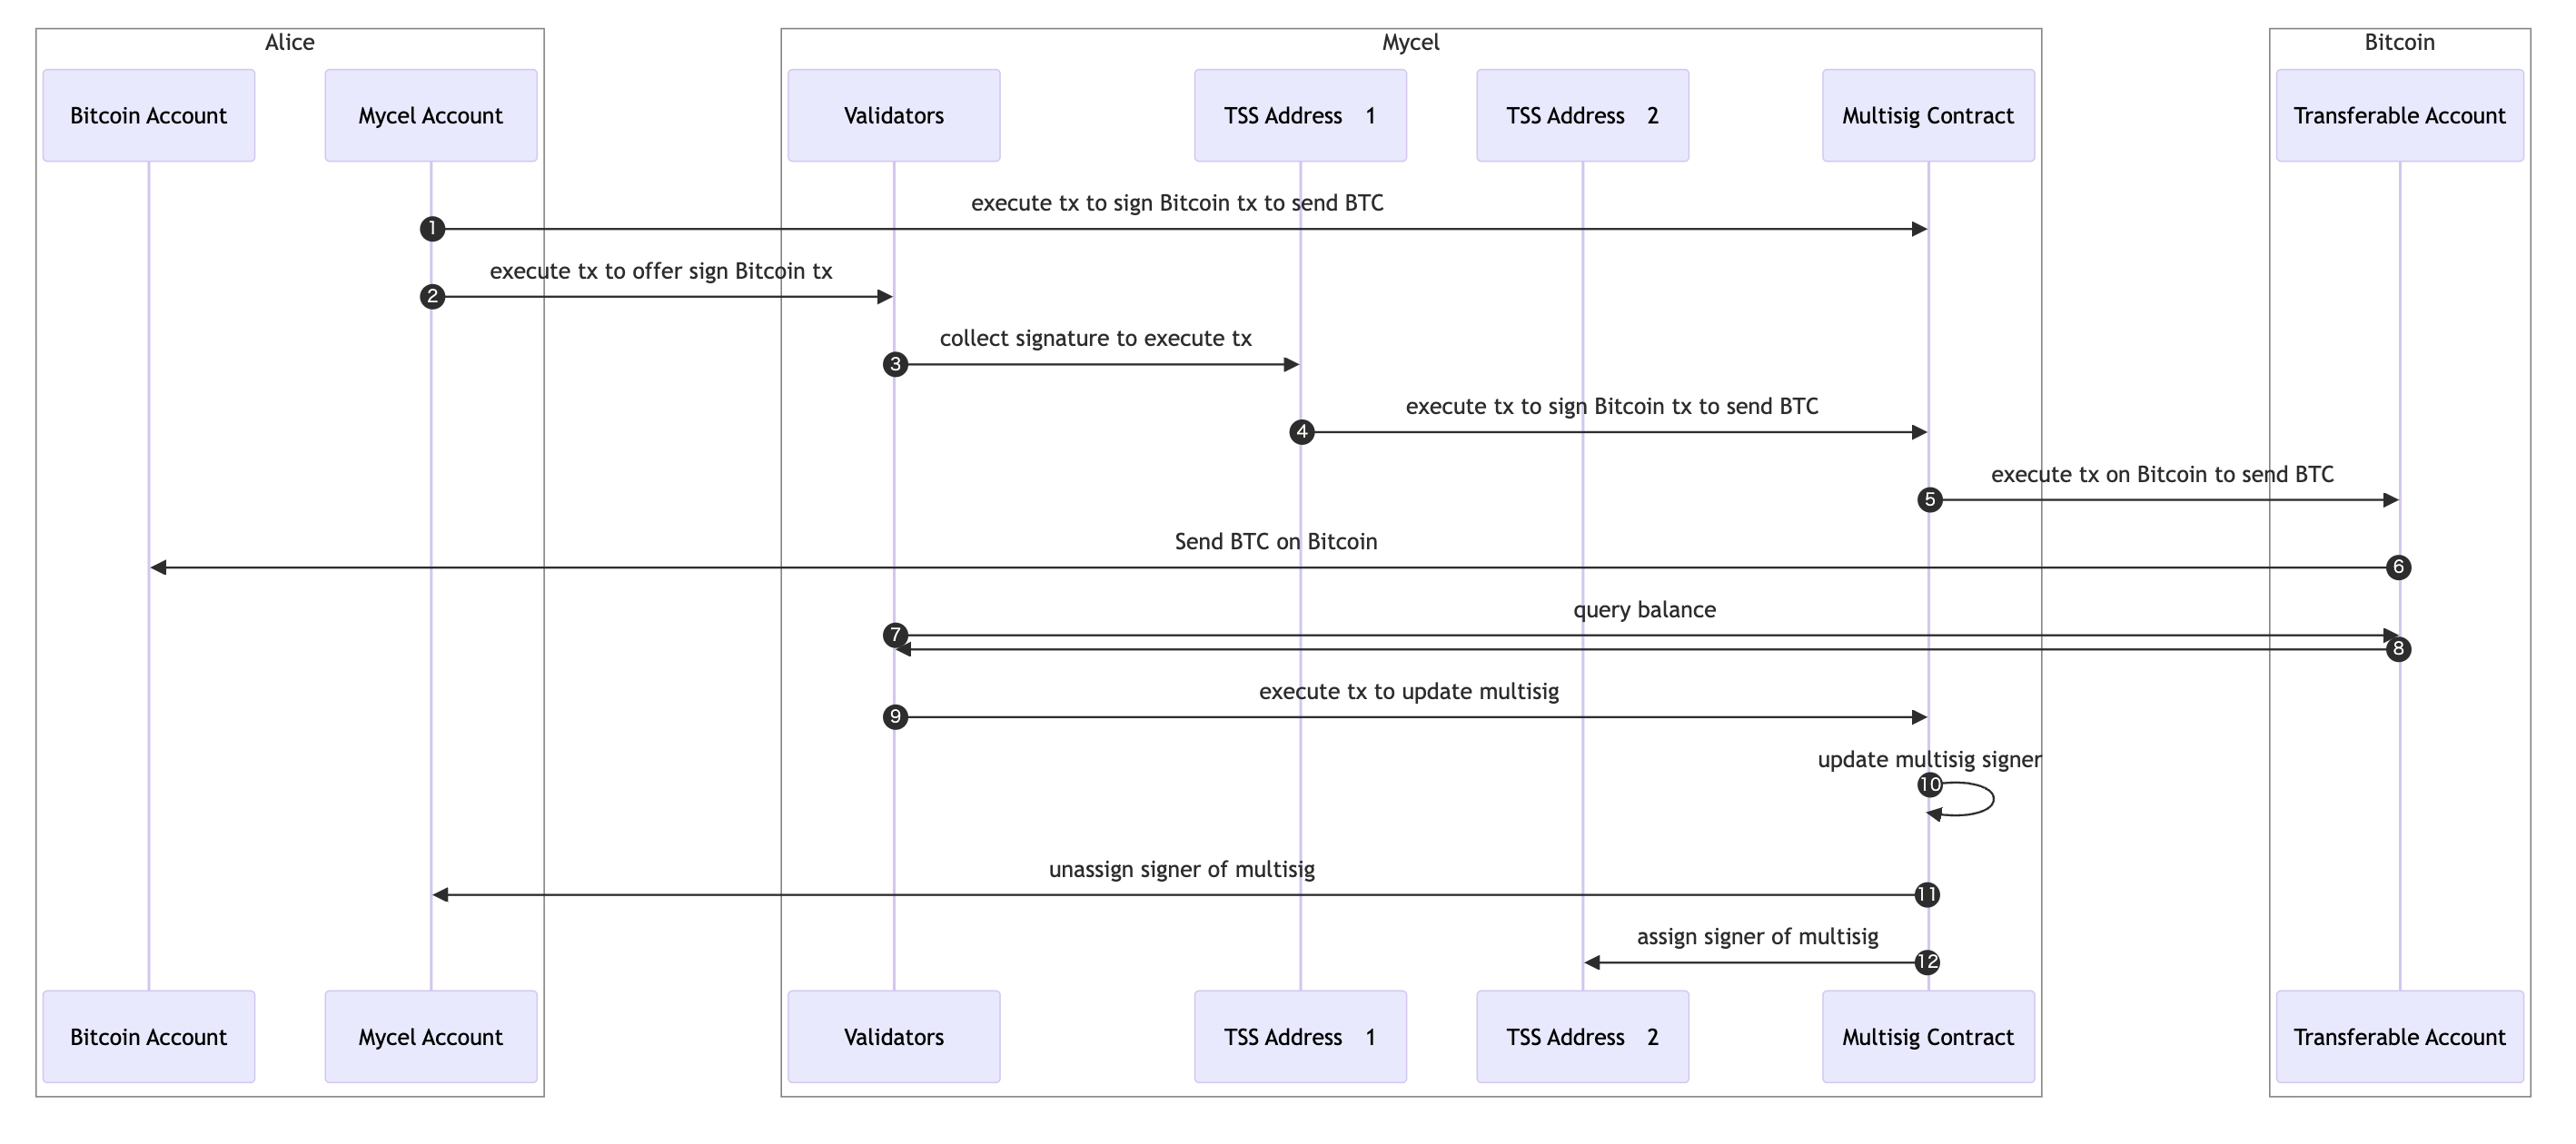 Alice
Mycel
Bitcoin
Bitcoin Account
Mycel Account
Validators
TSS Address 1
TSS Address 2
Multisig Contract
Transferable Account
execute tx to sign Bitcoin tx to send BTC
1
execute tx to offer sign Bitcoin tx
2
collect signature to execute tx
3
execute tx to sign Bitcoin tx to send BTC
4
execute tx on Bitcoin to send BTC
5
Send BTC on Bitcoin
6
query balance
7
8
execute tx to update multisig
9
update multisig signer
10
unassign signer of multisig
11
assign signer of multisig
12
Bitcoin Account
Mycel Account
Validators
TSS Address 1
TSS Address 2
Multisig Contract
Transferable Account